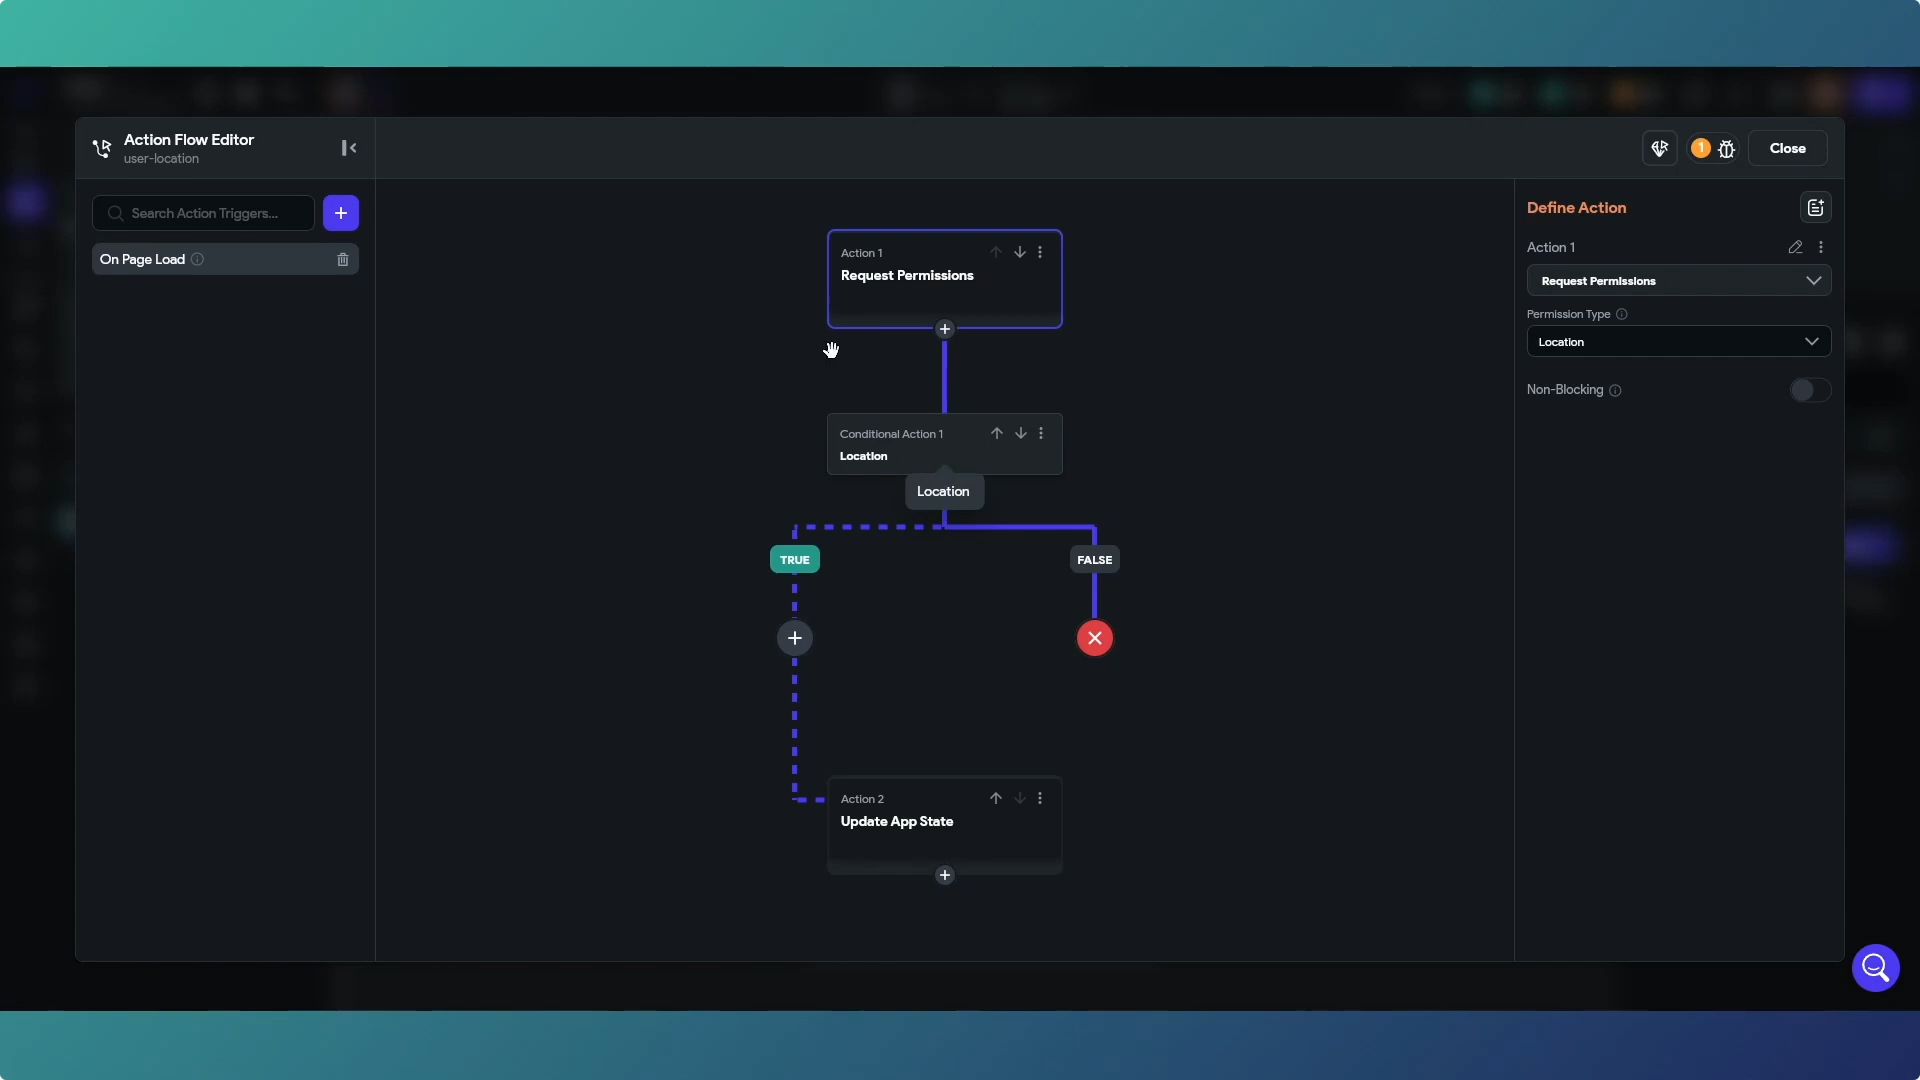 Action Flow Editor
user-location
1
Close
Search Action Triggers...
On Page Load
Action 1
Request Permissions
Conditional Action 1
Location
Location
TRUE
FALSE
Action 2
Update App State
Define Action
Action 1
Request Permissions
Permission Type
Location
Non-Blocking